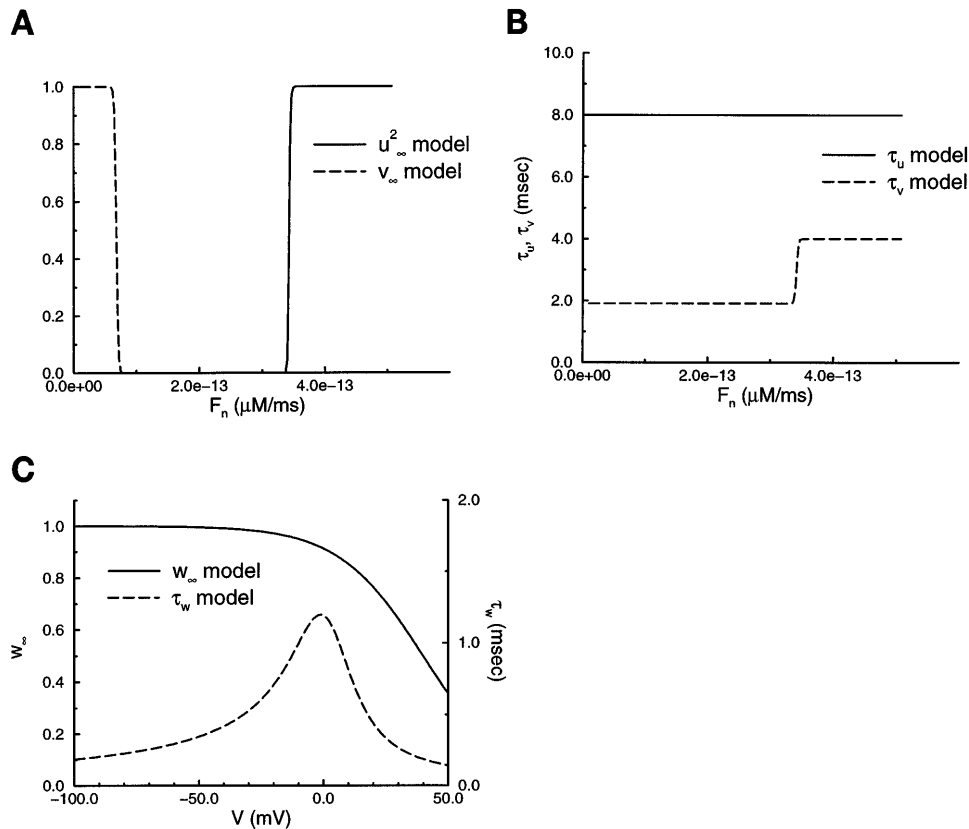 A
1.0
0.8
0.6
0.4
0.2
0.0
0.0e+00 2.0e−13 4.0e−13
Fn (μM/ms)
u²∞ model
v∞ model
B
10.0
8.0
6.0
4.0
2.0
0.0
τu, τv (msec)
0.0e+00 2.0e−13 4.0e−13
Fn (μM/ms)
τu model
τv model
C
1.0
0.8
0.6
0.4
0.2
0.0
w∞
−100.0 −50.0 0.0 50.0
V (mV)
w∞ model
τw model
2.0
1.0
0.0
τw (msec)